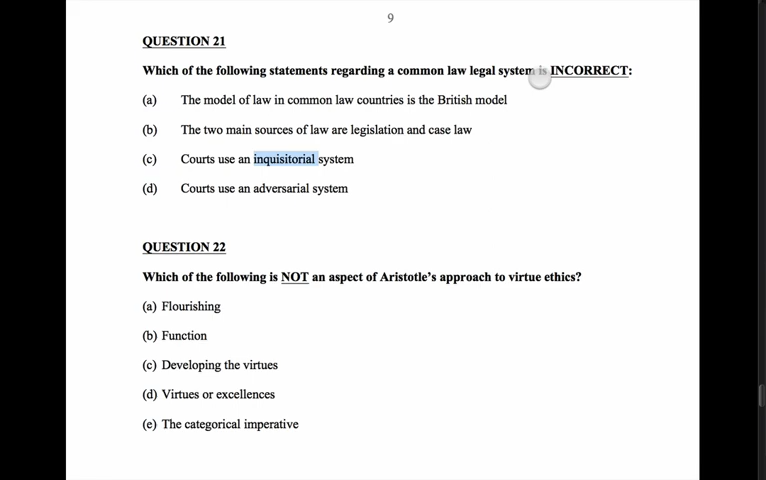 9
QUESTION 21
Which of the following statements regarding a common law legal system is INCORRECT:
(a) The model of law in common law countries is the British model
(b) The two main sources of law are legislation and case law
(c) Courts use an inquisitorial system
(d) Courts use an adversarial system
QUESTION 22
Which of the following is NOT an aspect of Aristotle's approach to virtue ethics?
(a) Flourishing
(b) Function
(c) Developing the virtues
(d) Virtues or excellences
(e) The categorical imperative